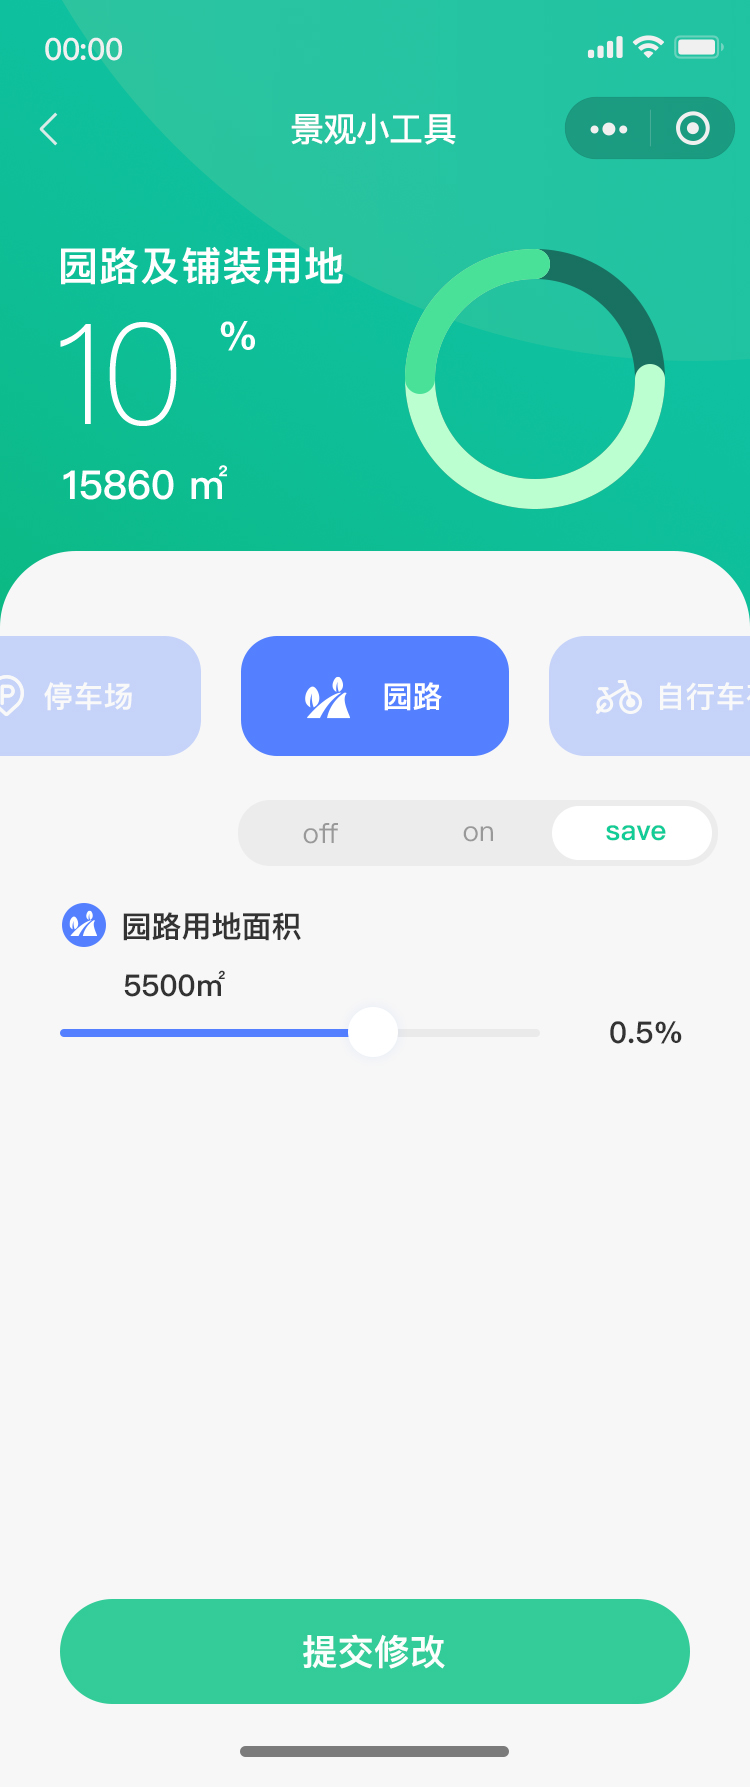 00:00
景观小工具
园路及铺装用地
10 %
15860 ㎡
P 停车场
园路
自行车
off
on
save
园路用地面积
5500㎡
0.5%
提交修改